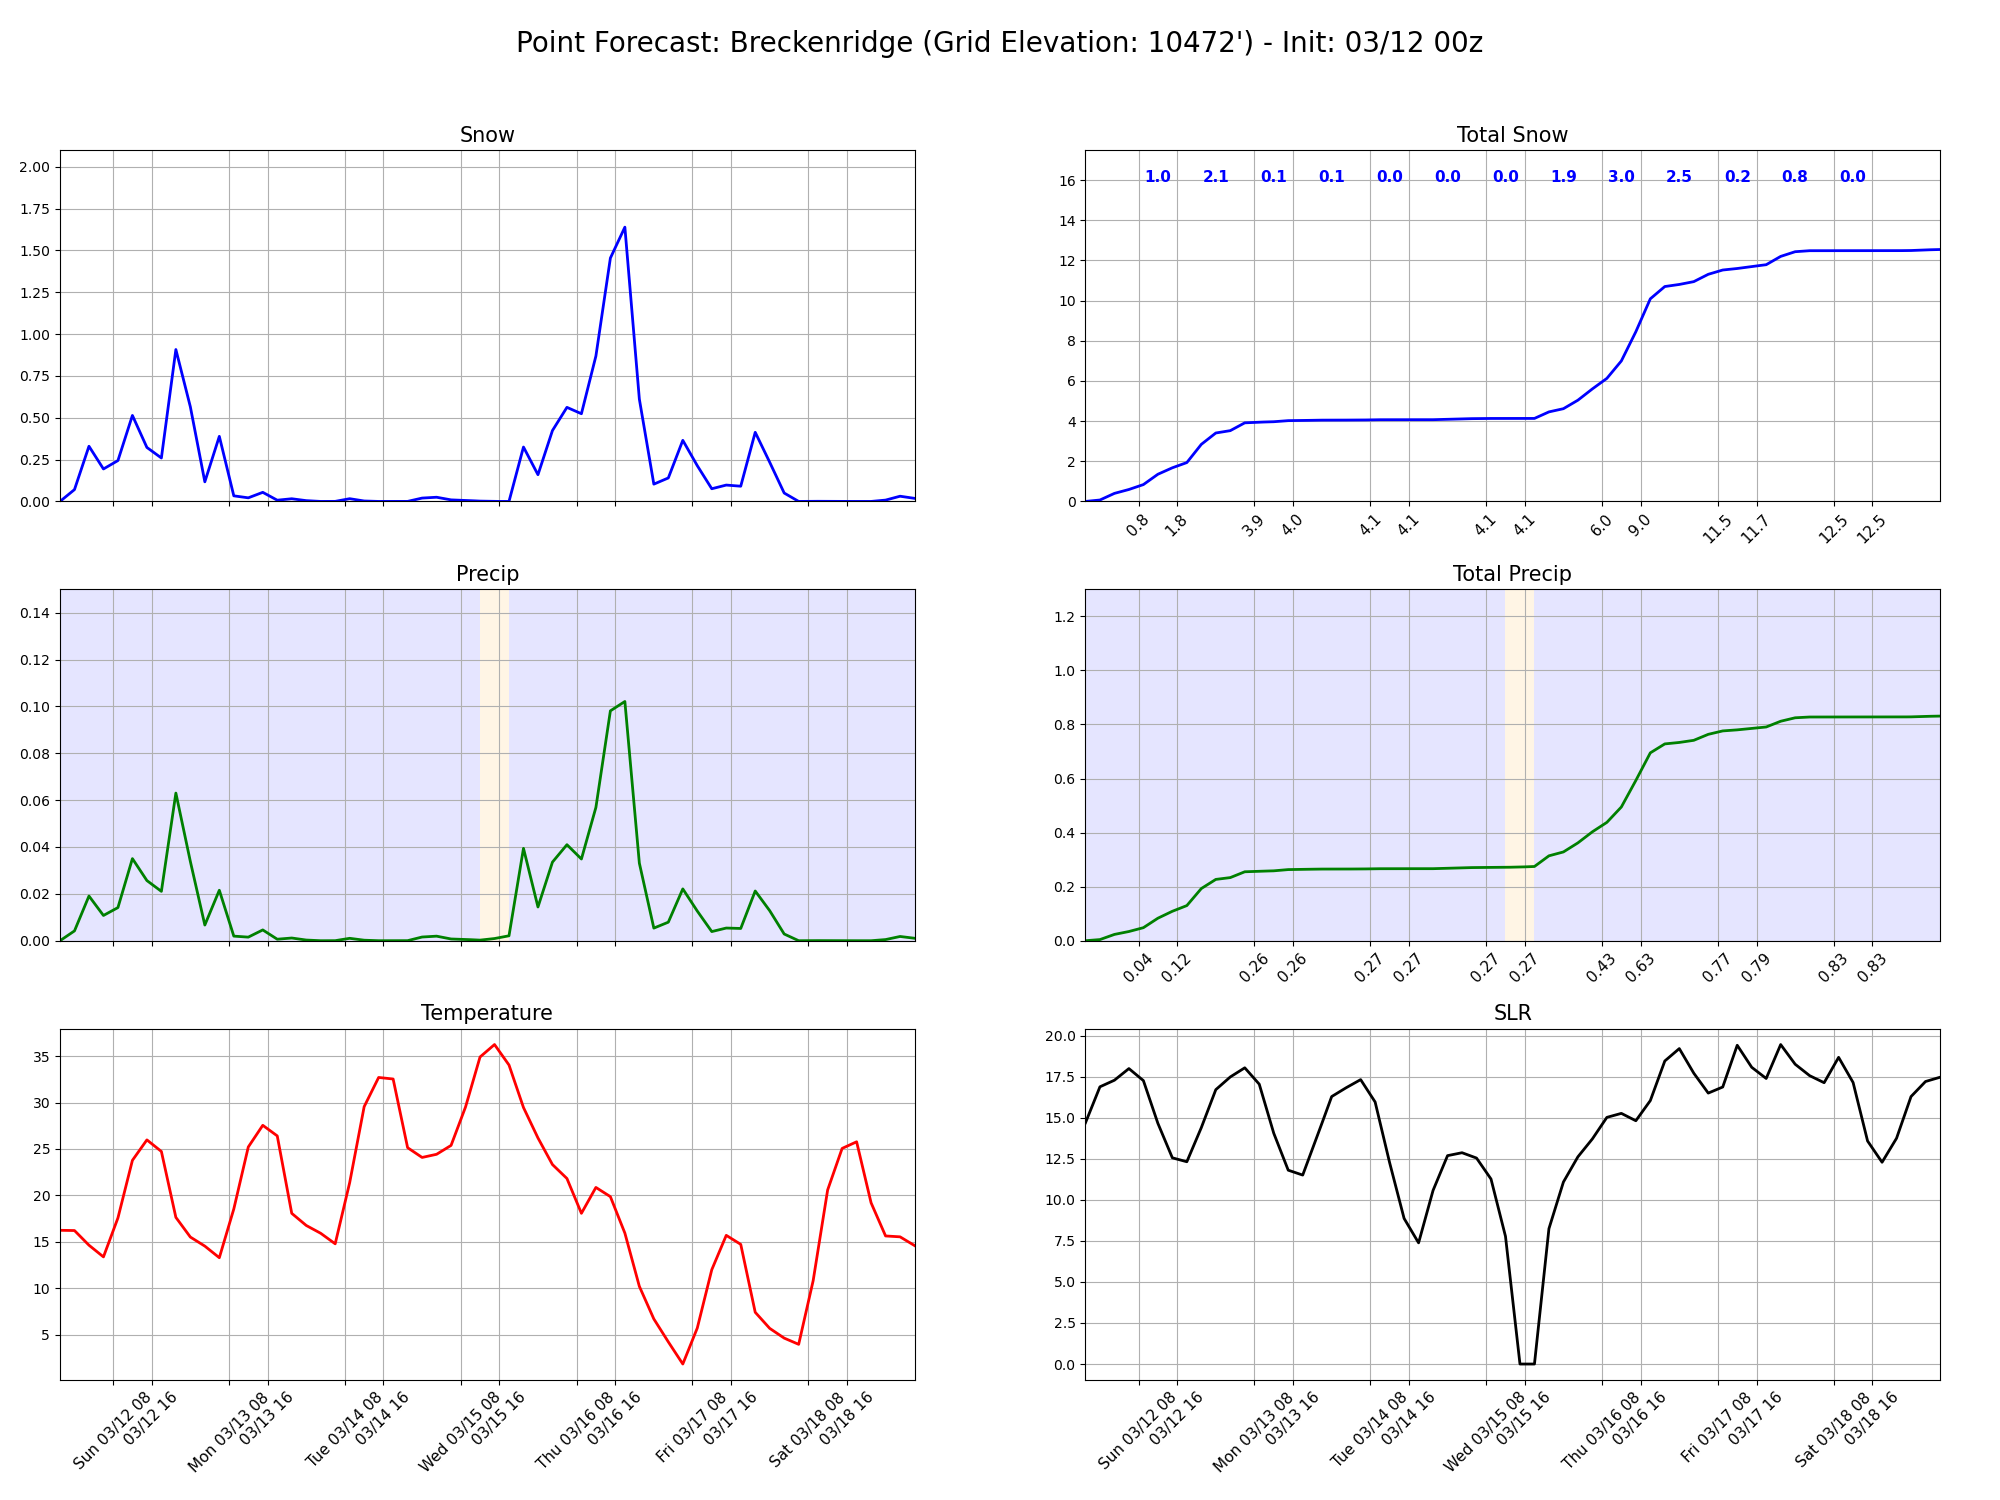 Point Forecast: Breckenridge (Grid Elevation: 10472') - Init: 03/12 00z
Snow
2.00
1.75
1.50
1.25
1.00
0.75
0.50
0.25
0.00
Total Snow
1.0 2.1 0.1 0.1 0.0 0.0 0.0 1.9 3.0 2.5 0.2 0.8 0.0
16
14
12
10
8
6
4
2
0
0.8 1.8 3.9 4.0 4.1 4.1 4.1 4.1 6.0 9.0 11.5 11.7 12.5 12.5
Precip
0.14
0.12
0.10
0.08
0.06
0.04
0.02
0.00
Total Precip
1.2
1.0
0.8
0.6
0.4
0.2
0.0
0.04 0.12 0.26 0.26 0.27 0.27 0.27 0.27 0.43 0.63 0.77 0.79 0.83 0.83
Temperature
35
30
25
20
15
10
5
Sun 03/12 08
03/12 16
Mon 03/13 08
03/13 16
Tue 03/14 08
03/14 16
Wed 03/15 08
03/15 16
Thu 03/16 08
03/16 16
Fri 03/17 08
03/17 16
Sat 03/18 08
03/18 16
SLR
20.0
17.5
15.0
12.5
10.0
7.5
5.0
2.5
0.0
Sun 03/12 08
03/12 16
Mon 03/13 08
03/13 16
Tue 03/14 08
03/14 16
Wed 03/15 08
03/15 16
Thu 03/16 08
03/16 16
Fri 03/17 08
03/17 16
Sat 03/18 08
03/18 16